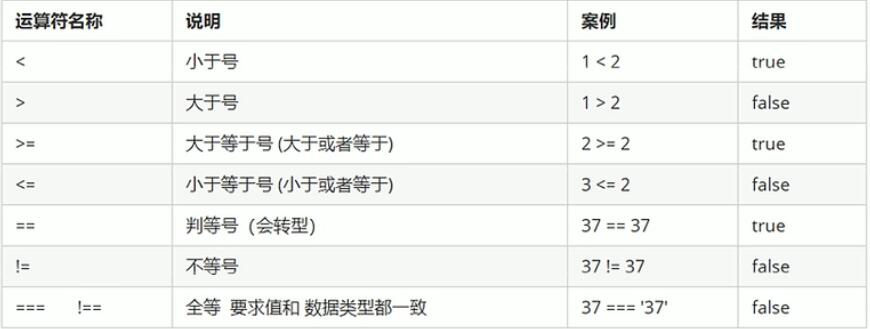 运算符名称 说明 案例 结果
< 小于号 1 < 2 true
> 大于号 1 > 2 false
>= 大于等于号 (大于或者等于) 2 >= 2 true
<= 小于等于号 (小于或者等于) 3 <= 2 false
== 判等号（会转型） 37 == 37 true
!= 不等号 37 != 37 false
=== !== 全等 要求值和 数据类型都一致 37 === '37' false